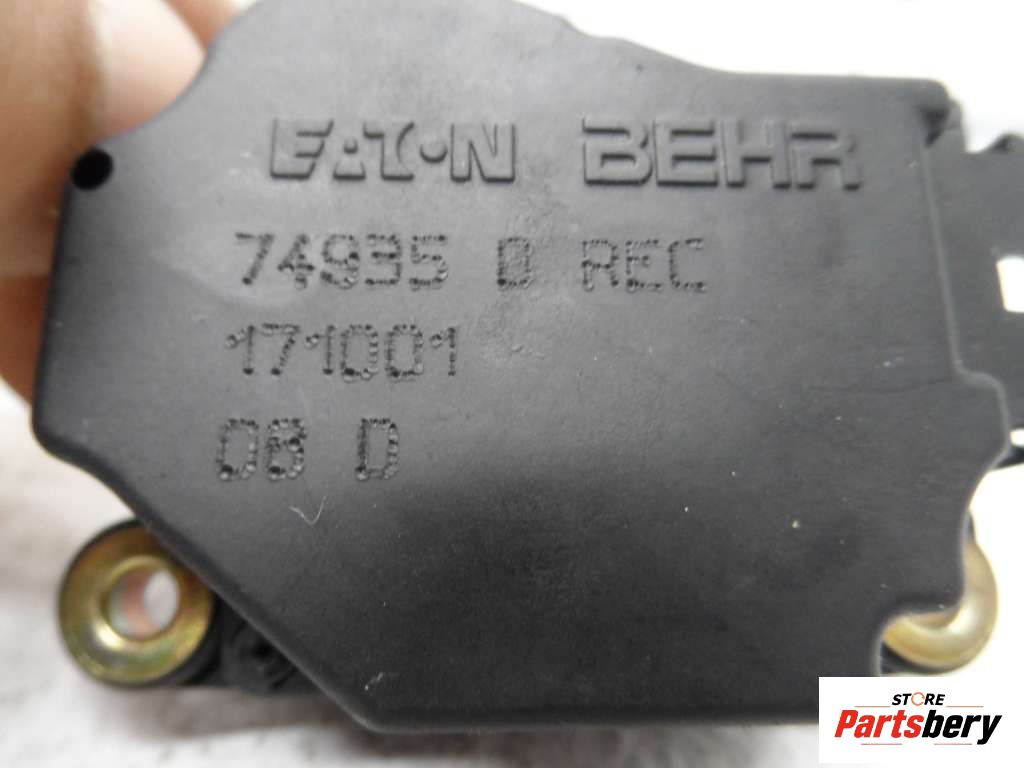 EATON BEHR
74935 D REC
171001
08 D
STORE
Partsbery